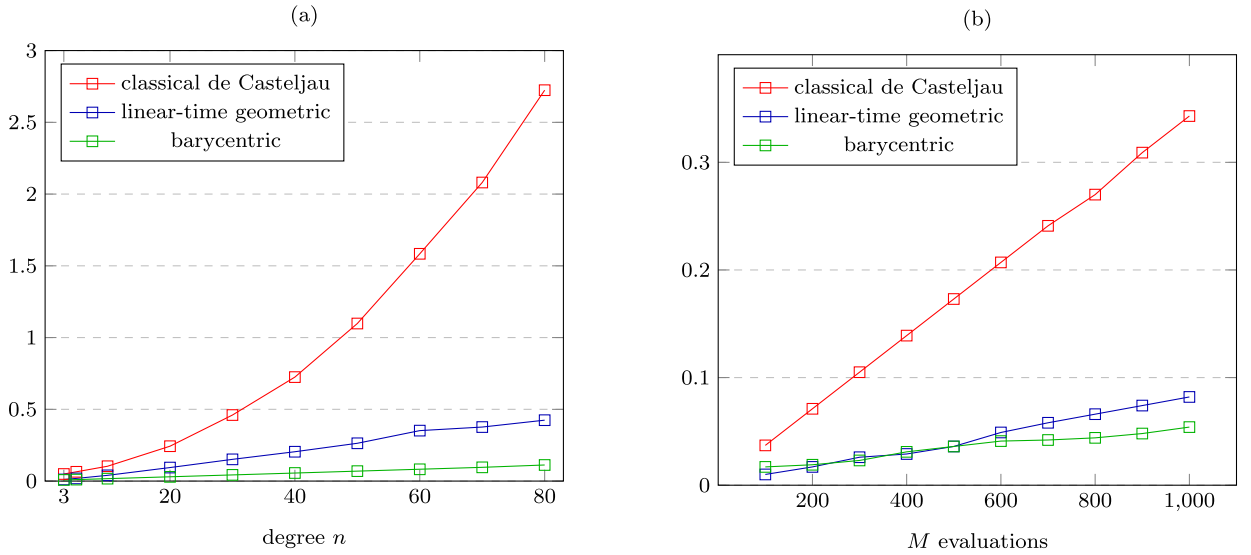 (a)
3
2.5
2
1.5
1
0.5
0
classical de Casteljau
linear-time geometric
barycentric
3 20 40 60 80
degree n
(b)
0.3
0.2
0.1
0
classical de Casteljau
linear-time geometric
barycentric
200 400 600 800 1,000
M evaluations